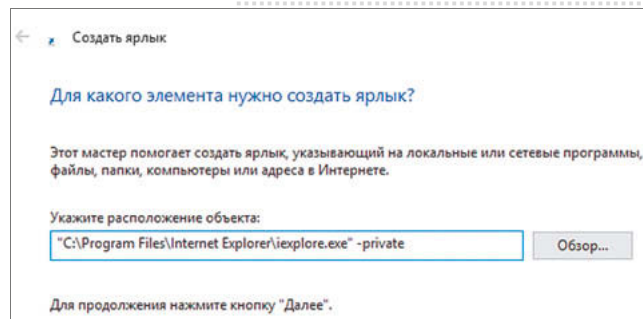 Создать ярлык
Для какого элемента нужно создать ярлык?
Этот мастер помогает создать ярлык, указывающий на локальные или сетевые программы,
файлы, папки, компьютеры или адреса в Интернете.
Укажите расположение объекта:
"C:\Program Files\Internet Explorer\iexplore.exe" -private
Обзор...
Для продолжения нажмите кнопку "Далее".